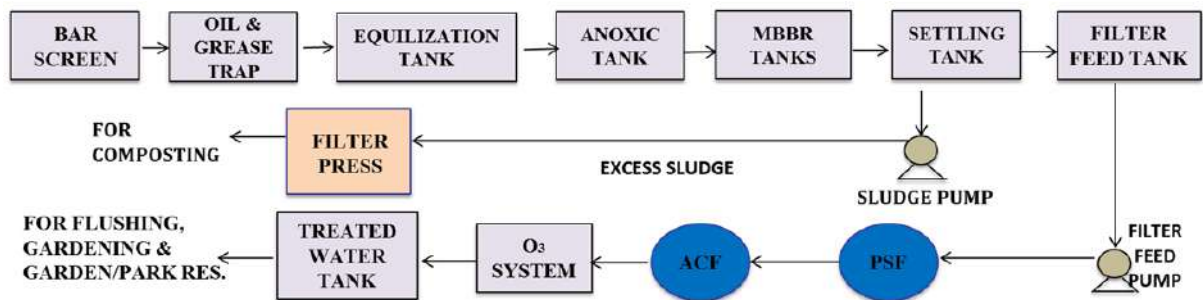 BAR
SCREEN
OIL &
GREASE
TRAP
EQUILIZATION
TANK
ANOXIC
TANK
MBBR
TANKS
SETTLING
TANK
FILTER
FEED TANK
FOR
COMPOSTING
FILTER
PRESS
EXCESS SLUDGE
SLUDGE PUMP
FOR FLUSHING,
GARDENING &
GARDEN/PARK RES.
TREATED
WATER
TANK
O₃
SYSTEM
ACF
PSF
FILTER
FEED
PUMP